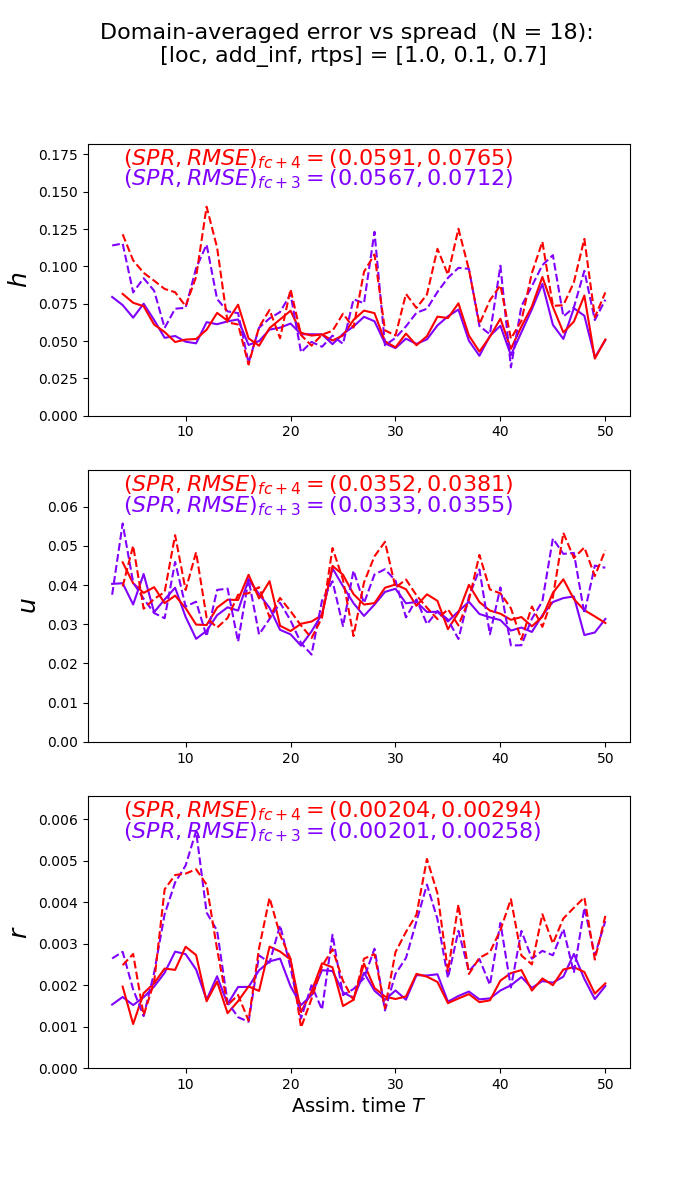 Domain-averaged error vs spread (N = 18):
[loc, add_inf, rtps] = [1.0, 0.1, 0.7]
(SPR, RMSE)fc+4 = (0.0591, 0.0765)
(SPR, RMSE)fc+3 = (0.0567, 0.0712)
0.175
0.150
0.125
0.100
0.075
0.050
0.025
0.000
h
10 20 30 40 50
(SPR, RMSE)fc+4 = (0.0352, 0.0381)
(SPR, RMSE)fc+3 = (0.0333, 0.0355)
0.06
0.05
0.04
0.03
0.02
0.01
0.00
u
10 20 30 40 50
(SPR, RMSE)fc+4 = (0.00204, 0.00294)
(SPR, RMSE)fc+3 = (0.00201, 0.00258)
0.006
0.005
0.004
0.003
0.002
0.001
0.000
r
10 20 30 40 50
Assim. time T